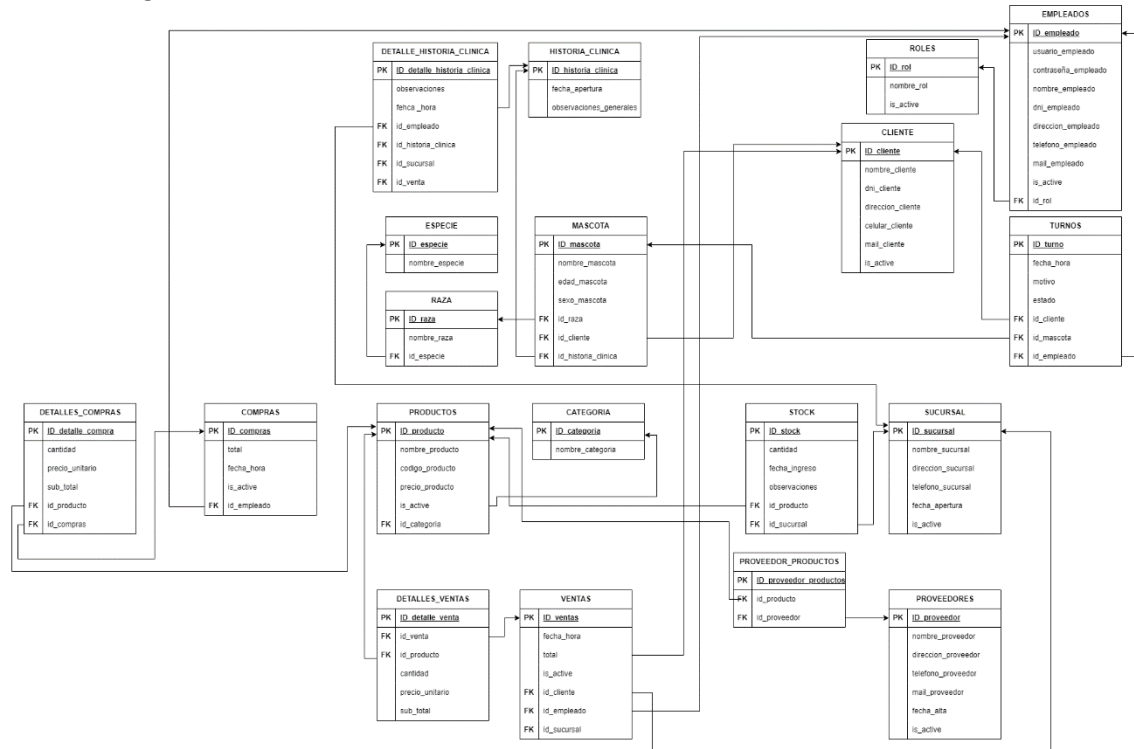 EMPLEADOS
PK ID_empleado
usuario_empleado
contraseña_empleado
nombre_empleado
dni_empleado
direccion_empleado
telefono_empleado
mail_empleado
is_active
FK id_rol
ROLES
PK ID_rol
nombre_rol
is_active
DETALLE_HISTORIA_CLINICA
PK ID_detalle_historia_clinica
observaciones
fehca _hora
FK id_empleado
FK id_historia_clinica
FK id_sucursal
FK id_venta
HISTORIA_CLINICA
PK ID_historia_clinica
fecha_apertura
observaciones_generales
CLIENTE
PK ID_cliente
nombre_cliente
dni_cliente
direccion_cliente
celular_cliente
mail_cliente
is_active
ESPECIE
PK ID_especie
nombre_especie
MASCOTA
PK ID_mascota
nombre_mascota
edad_mascota
sexo_mascota
FK id_raza
FK id_cliente
FK id_historia_clinica
TURNOS
PK ID_turno
fecha_hora
motivo
estado
FK id_cliente
FK id_mascota
FK id_empleado
RAZA
PK ID_raza
nombre_raza
FK id_especie
DETALLES_COMPRAS
PK ID_detalle_compra
cantidad
precio_unitario
sub_total
FK id_producto
FK id_compras
COMPRAS
PK ID_compras
total
fecha_hora
is_active
FK id_empleado
PRODUCTOS
PK ID_producto
nombre_producto
codigo_producto
precio_producto
is_active
FK id_categoria
CATEGORIA
PK ID_categoria
nombre_categoria
STOCK
PK ID_stock
cantidad
fecha_ingreso
observaciones
FK id_producto
FK id_sucursal
SUCURSAL
PK ID_sucursal
nombre_sucursal
direccion_sucursal
telefono_sucursal
fecha_apertura
is_active
PROVEEDOR_PRODUCTOS
PK ID_proveedor_productos
FK id_producto
FK id_proveedor
DETALLES_VENTAS
PK ID_detalle_venta
FK id_venta
FK id_producto
cantidad
precio_unitario
sub_total
VENTAS
PK ID_ventas
fecha_hora
total
is_active
FK id_cliente
FK id_empleado
FK id_sucursal
PROVEEDORES
PK ID_proveedor
nombre_proveedor
direccion_proveedor
telefono_proveedor
mail_proveedor
fecha_alta
is_active